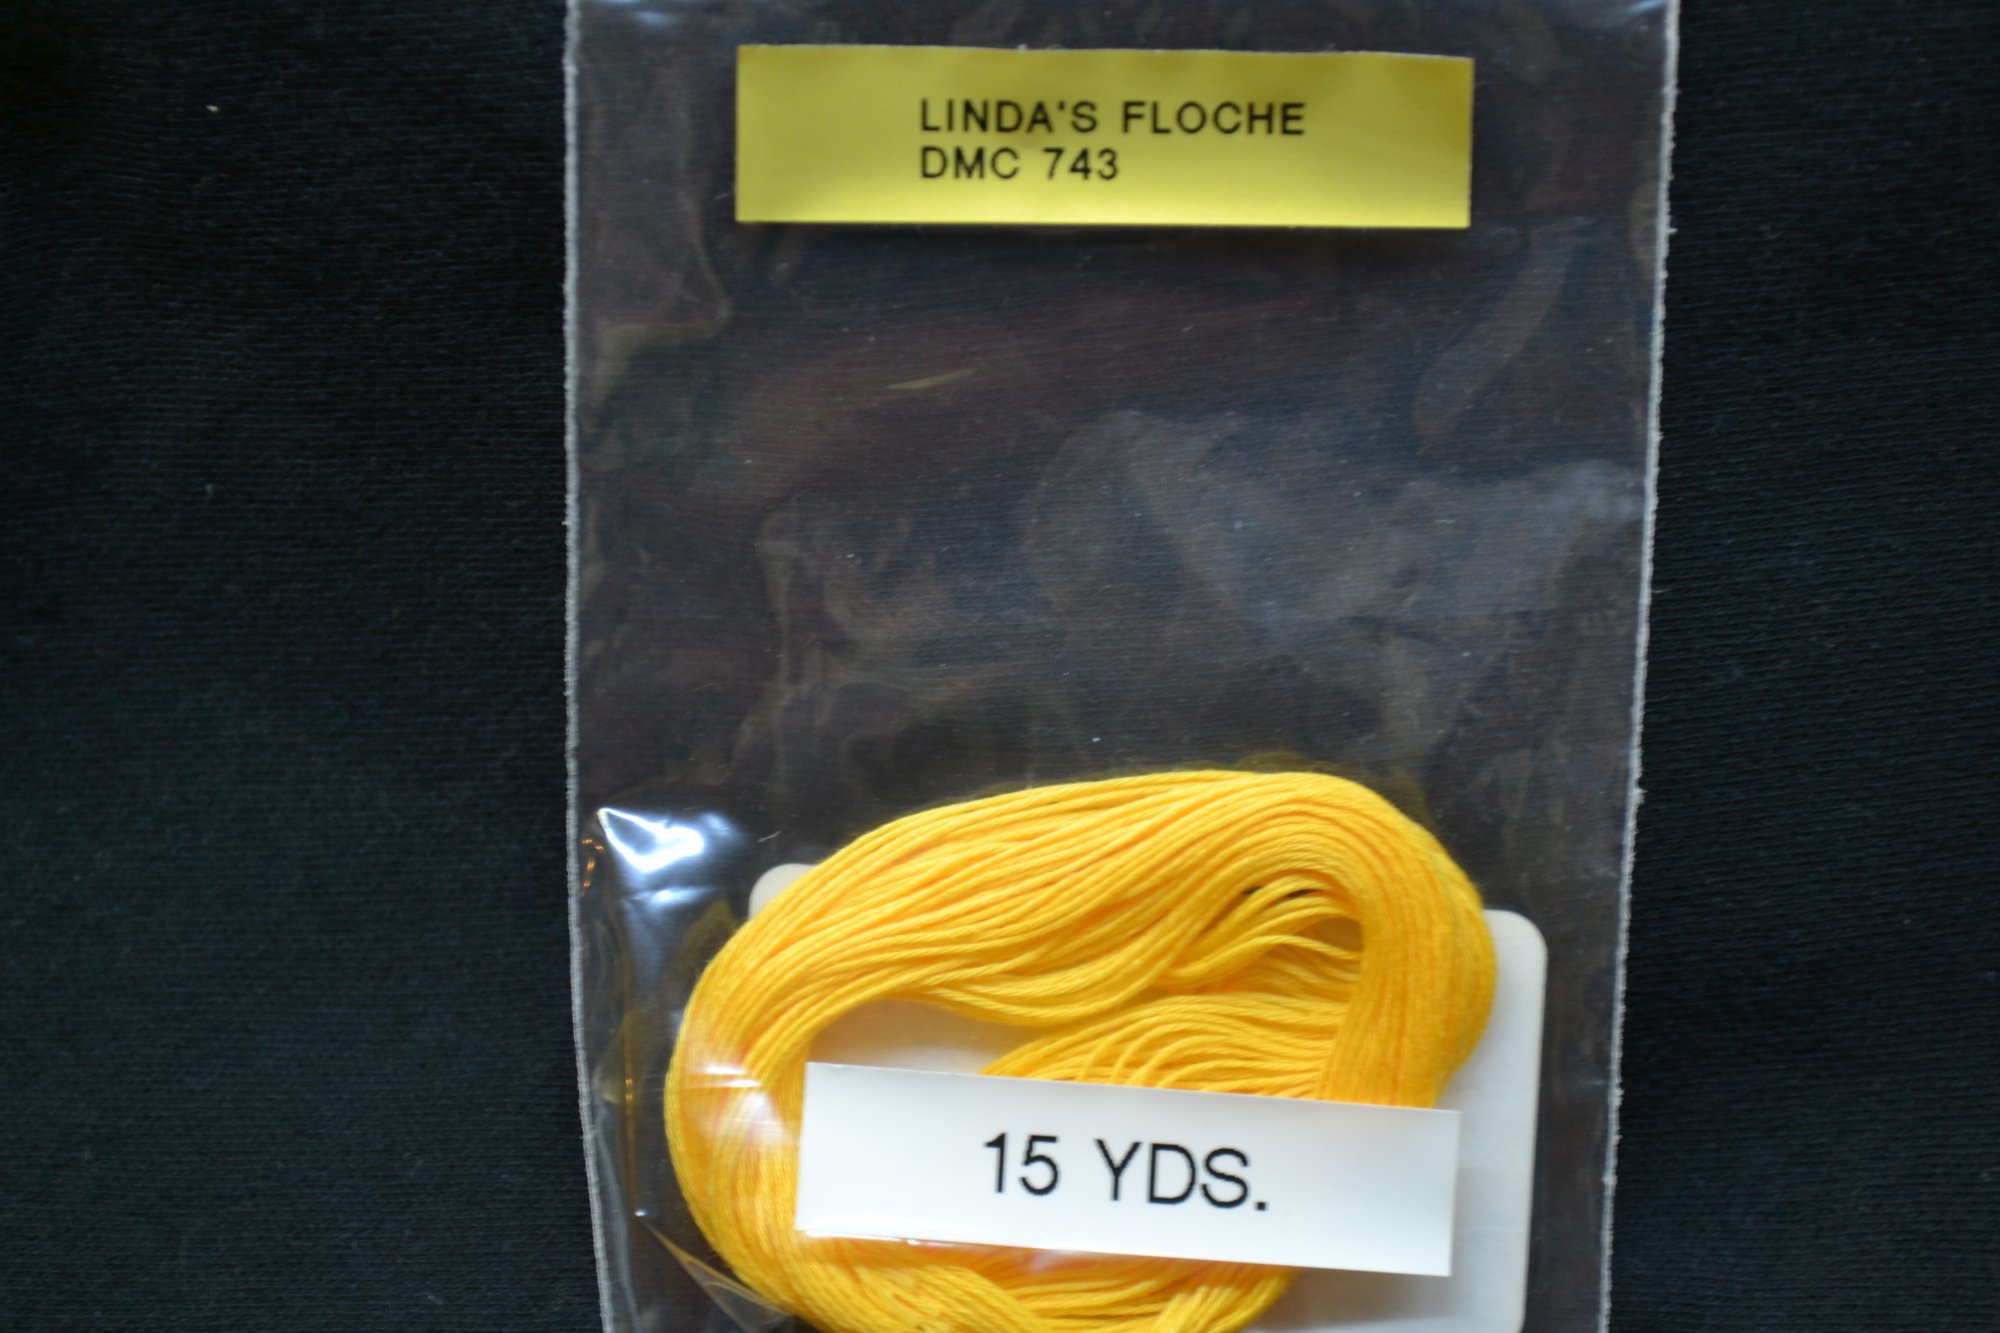 LINDA'S FLOCHE
DMC 743
15 YDS.